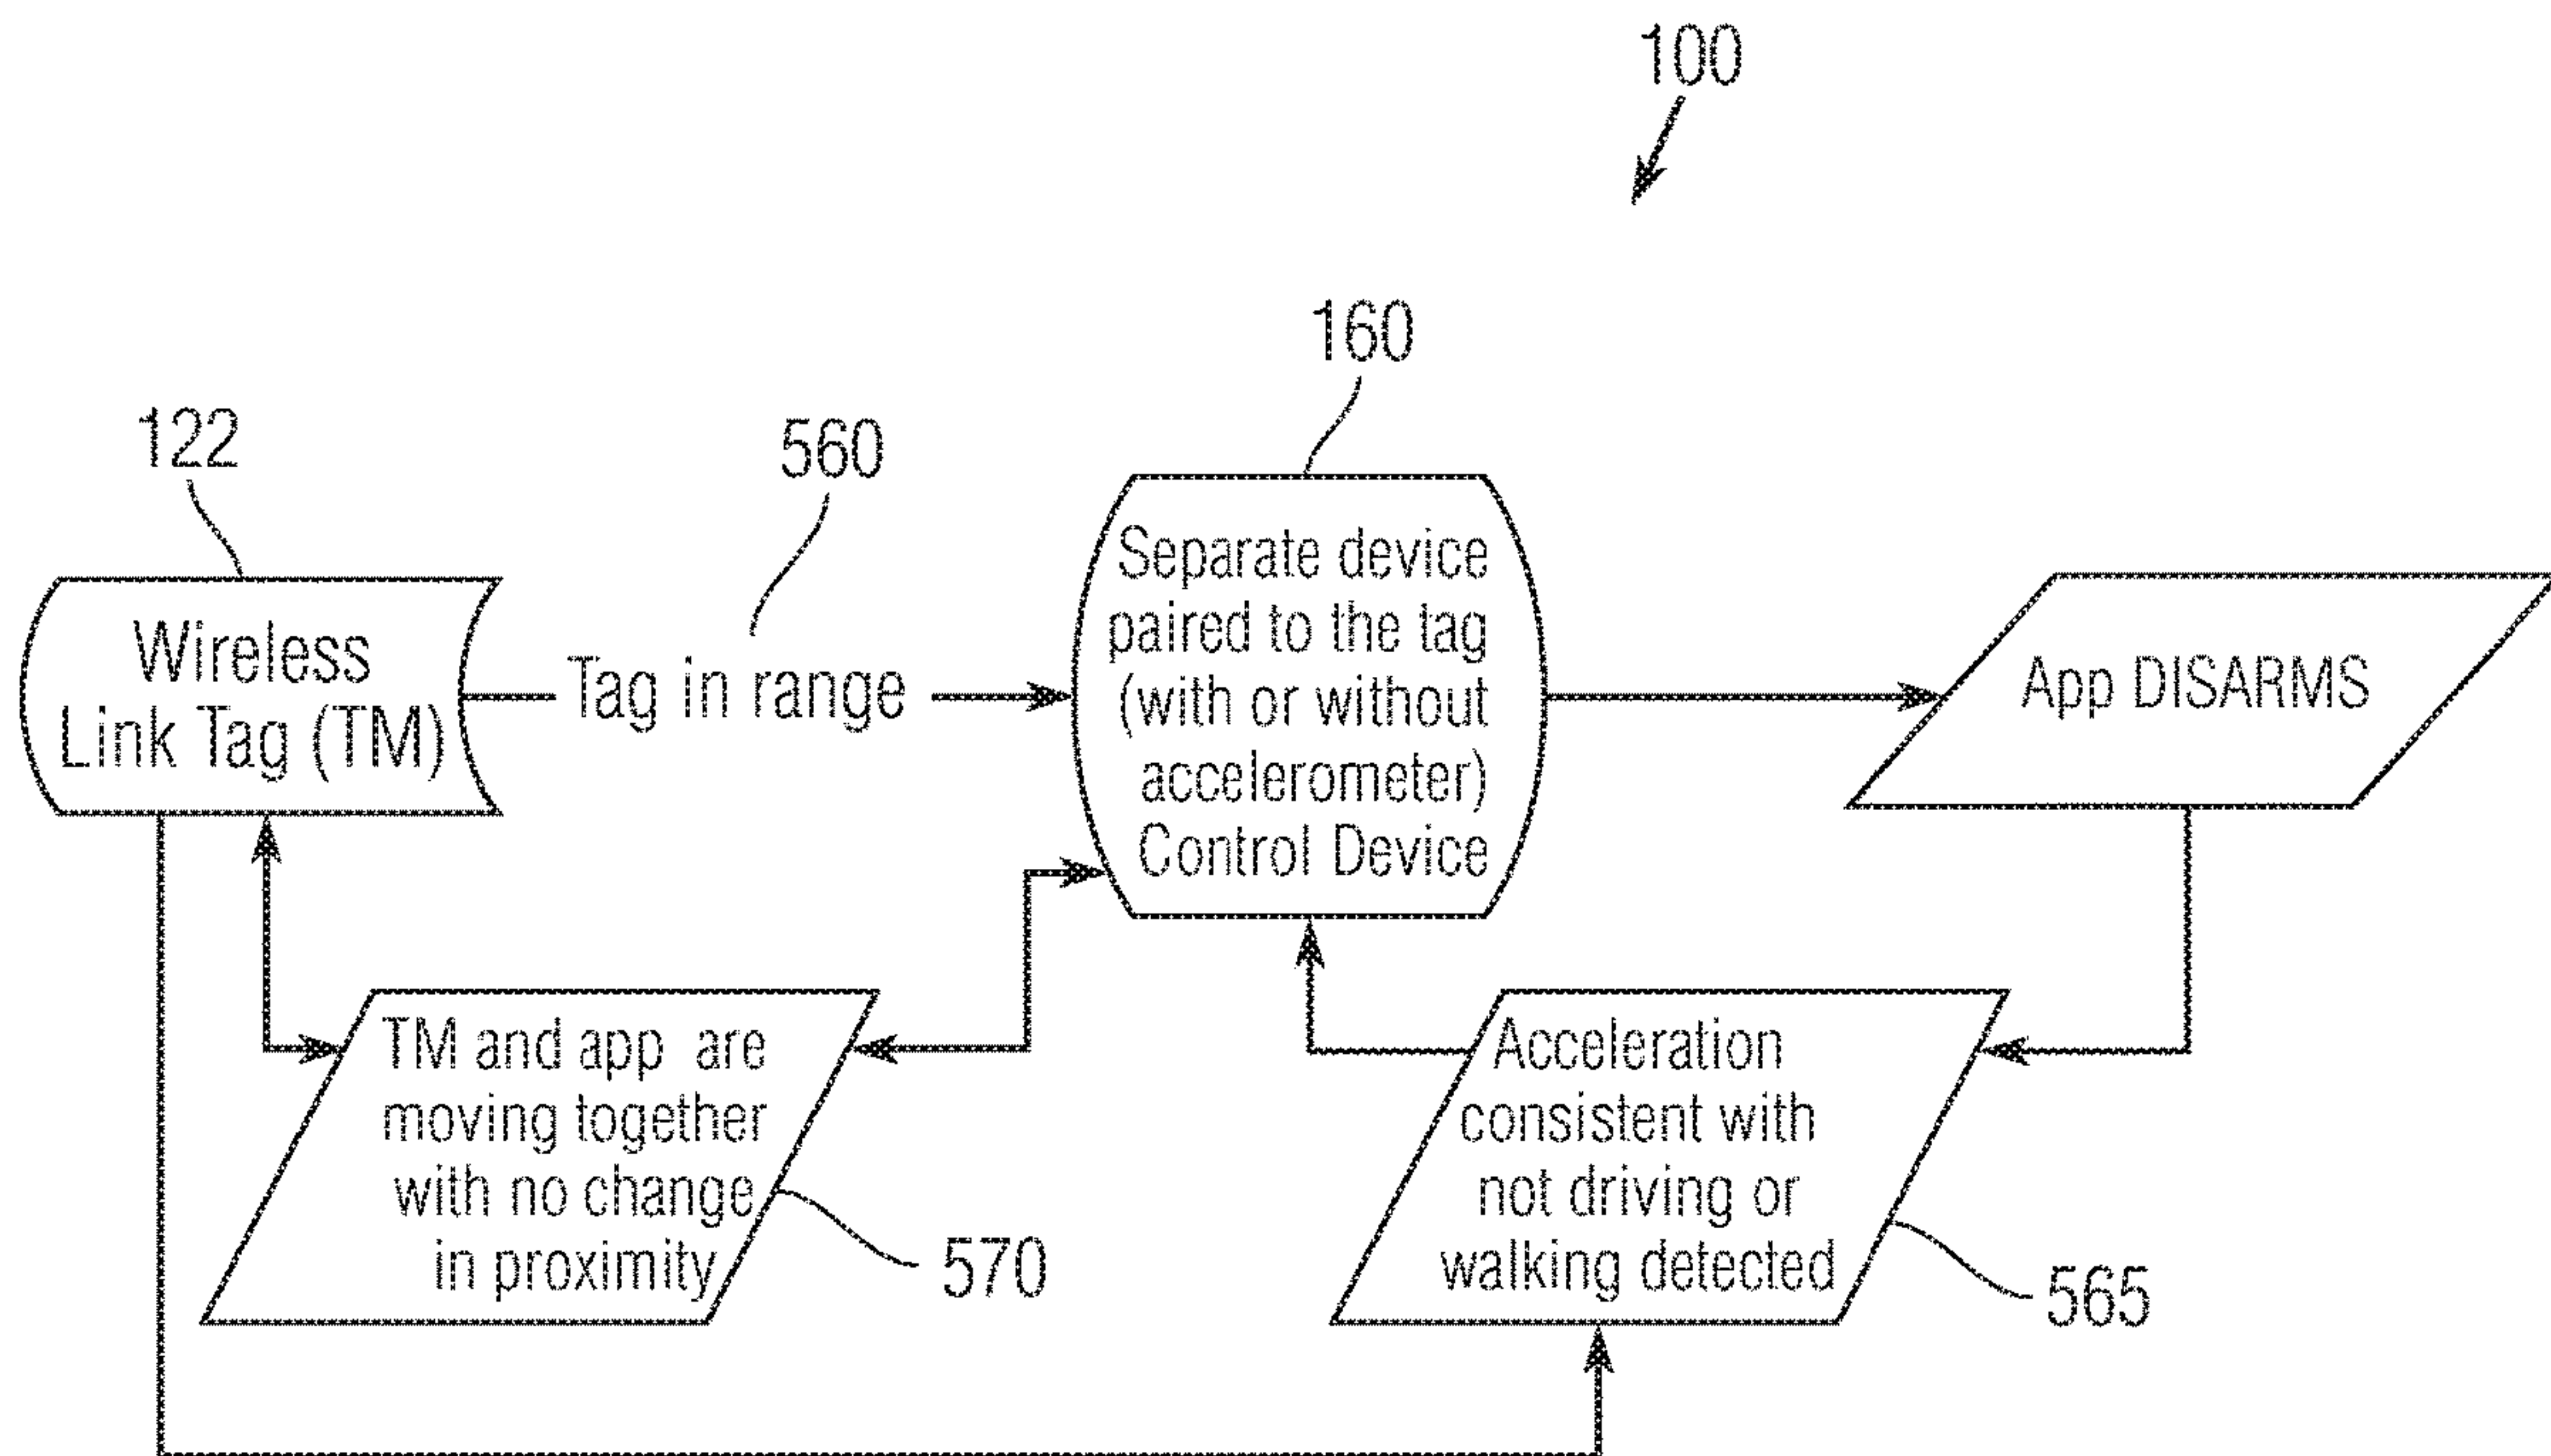 100
160
122
560
Wireless
Link Tag (TM)
Tag in range
Separate device
paired to the tag
(with or without
accelerometer)
Control Device
App DISARMS
TM and app are
moving together
with no change
in proximity
570
Acceleration
consistent with
not driving or
walking detected
565